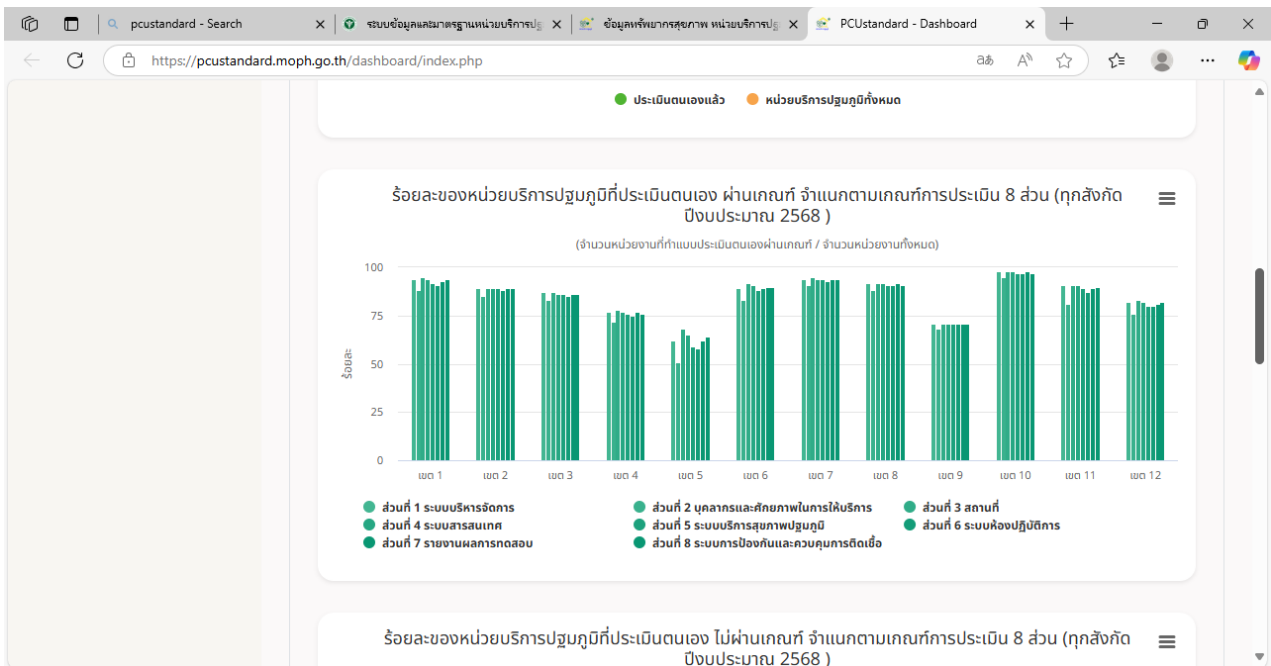 pcustandard - Search
ระบบข้อมูลและมาตรฐานหน่วยบริการปฐ
ข้อมูลทรัพยากรสุขภาพ หน่วยบริการปฐ
PCUstandard - Dashboard
https://pcustandard.moph.go.th/dashboard/index.php
ประเมินตนเองแล้ว หน่วยบริการปฐมภูมิทั้งหมด
ร้อยละของหน่วยบริการปฐมภูมิที่ประเมินตนเอง ผ่านเกณฑ์ จำแนกตามเกณฑ์การประเมิน 8 ส่วน (ทุกสังกัด
ปีงบประมาณ 2568 )
(จำนวนหน่วยงานที่ทำแบบประเมินตนเองผ่านเกณฑ์ / จำนวนหน่วยงานทั้งหมด)
100
75
50
25
0
ร้อยละ
เขต 1 เขต 2 เขต 3 เขต 4 เขต 5 เขต 6 เขต 7 เขต 8 เขต 9 เขต 10 เขต 11 เขต 12
ส่วนที่ 1 ระบบบริหารจัดการ ส่วนที่ 2 บุคลากรและศักยภาพในการให้บริการ ส่วนที่ 3 สถานที่
ส่วนที่ 4 ระบบสารสนเทศ ส่วนที่ 5 ระบบบริการสุขภาพปฐมภูมิ ส่วนที่ 6 ระบบห้องปฏิบัติการ
ส่วนที่ 7 รายงานผลการทดสอบ ส่วนที่ 8 ระบบการป้องกันและควบคุมการติดเชื้อ
ร้อยละของหน่วยบริการปฐมภูมิที่ประเมินตนเอง ไม่ผ่านเกณฑ์ จำแนกตามเกณฑ์การประเมิน 8 ส่วน (ทุกสังกัด
ปีงบประมาณ 2568 )